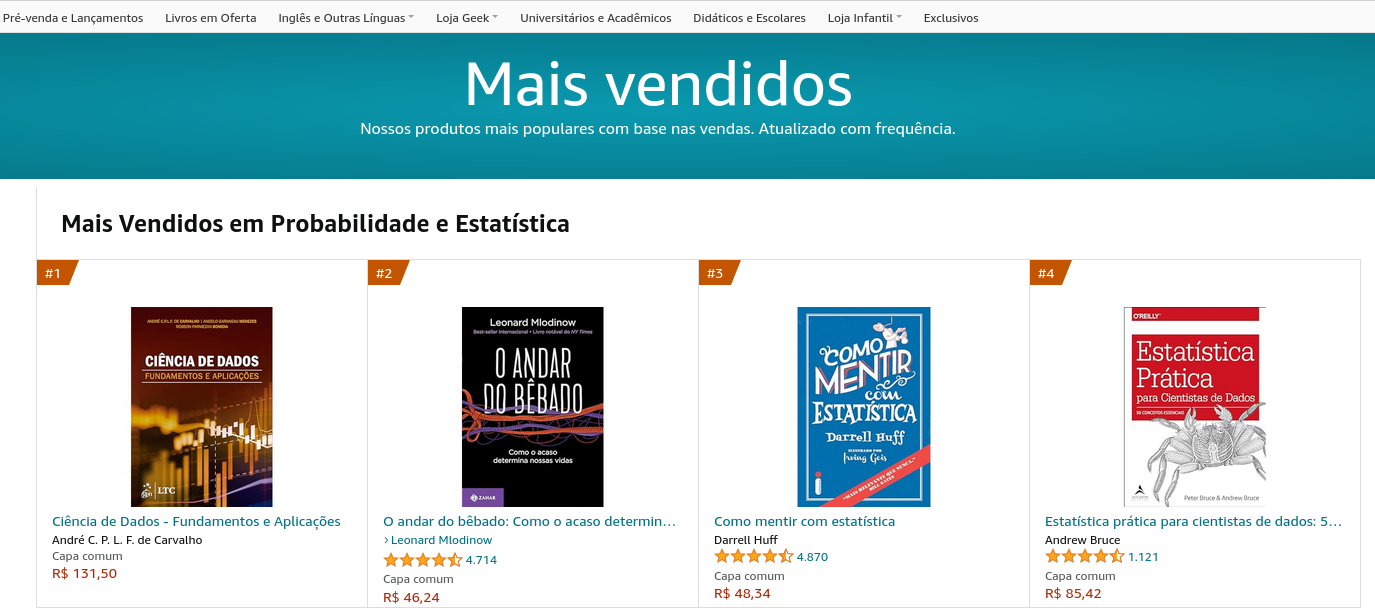 Pré-venda e Lançamentos Livros em Oferta Inglês e Outras Línguas Loja Geek Universitários e Acadêmicos Didáticos e Escolares Loja Infantil Exclusivos
Mais vendidos
Nossos produtos mais populares com base nas vendas. Atualizado com frequência.
Mais Vendidos em Probabilidade e Estatística
#1
ANDRÉ C.P.L.F. DE CARVALHO | ANGELO GARANGAU MENEZES
ROBSON PARMEZAN BONIDIA
CIÊNCIA DE DADOS
FUNDAMENTOS E APLICAÇÕES
gen LTC
Ciência de Dados - Fundamentos e Aplicações
André C. P. L. F. de Carvalho
Capa comum
R$ 131,50
#2
Leonard Mlodinow
Best-seller internacional • Livro notável do NY Times
O ANDAR
DO BÊBADO
Como o acaso
determina nossas vidas
ZAHAR
O andar do bêbado: Como o acaso determin…
› Leonard Mlodinow
4.714
Capa comum
R$ 46,24
#3
COMO
MENTIR
com
ESTATÍSTICA
Darrell Huff
ILUSTRADO POR
Irving Geis
"MAIS RELEVANTE QUE NUNCA."
BILL GATES
Como mentir com estatística
Darrell Huff
4.870
Capa comum
R$ 48,34
#4
O'REILLY
Estatística
Prática
para Cientistas de Dados
50 CONCEITOS ESSENCIAIS
Peter Bruce & Andrew Bruce
Estatística prática para cientistas de dados: 5…
Andrew Bruce
1.121
Capa comum
R$ 85,42